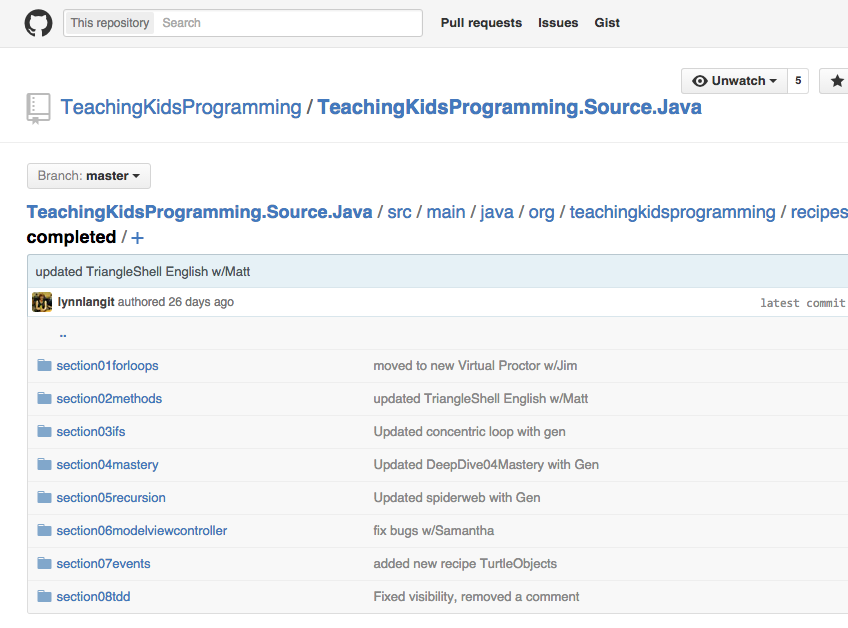 This repository Search Pull requests Issues Gist
Unwatch 5
TeachingKidsProgramming / TeachingKidsProgramming.Source.Java
Branch: master
TeachingKidsProgramming.Source.Java / src / main / java / org / teachingkidsprogramming / recipes
completed / +
updated TriangleShell English w/Matt
lynnlangit authored 26 days ago latest commit
..
section01forloops moved to new Virtual Proctor w/Jim
section02methods updated TriangleShell English w/Matt
section03ifs Updated concentric loop with gen
section04mastery Updated DeepDive04Mastery with Gen
section05recursion Updated spiderweb with Gen
section06modelviewcontroller fix bugs w/Samantha
section07events added new recipe TurtleObjects
section08tdd Fixed visibility, removed a comment